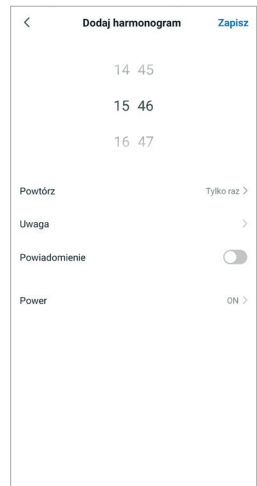 Dodaj harmonogram Zapisz
14 45
15 46
16 47
Powtórz Tylko raz
Uwaga
Powiadomienie
Power ON